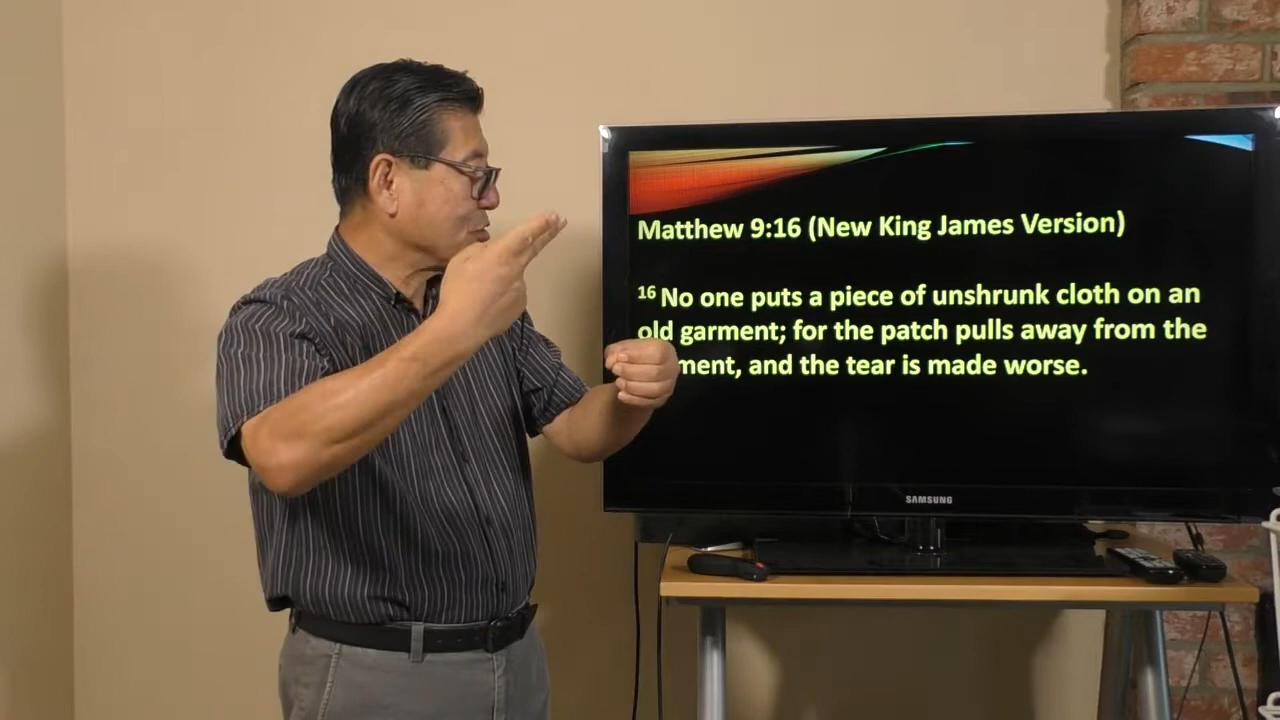 Matthew 9:16 (New King James Version)
16 No one puts a piece of unshrunk cloth on an
old garment; for the patch pulls away from the
ment, and the tear is made worse.
SAMSUNG